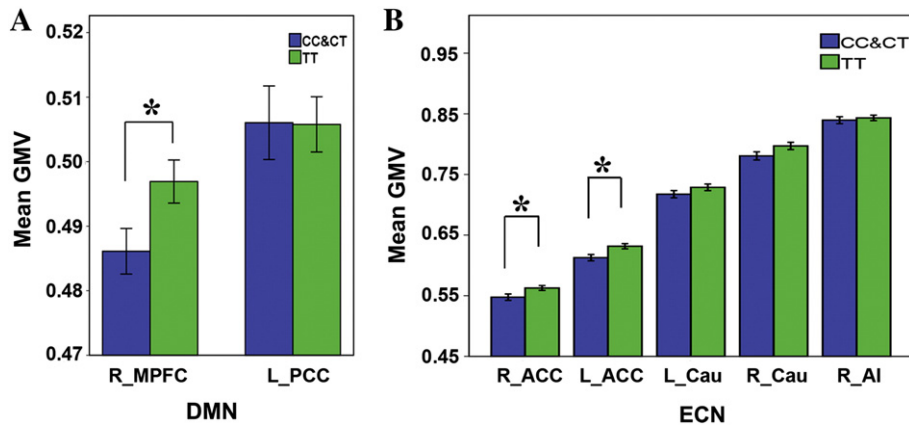 A
0.52
0.51
0.50
0.49
0.48
0.47
Mean GMV
CC&CT
TT
*
R_MPFC L_PCC
DMN
B
0.95
0.85
0.75
0.65
0.55
0.45
Mean GMV
CC&CT
TT
*
*
R_ACC L_ACC L_Cau R_Cau R_AI
ECN